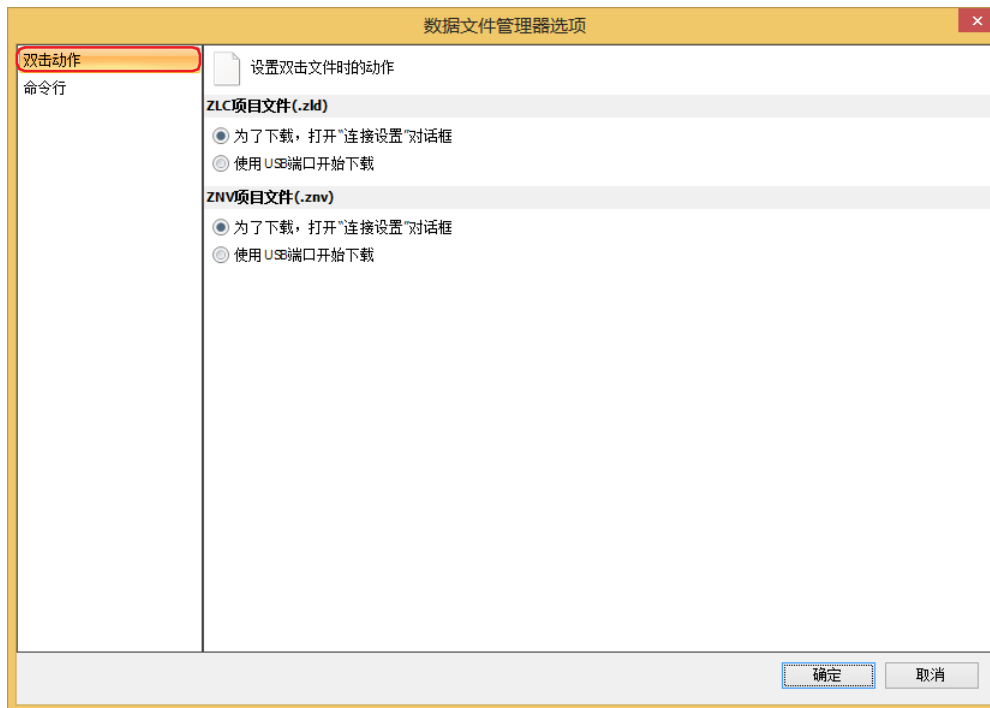 数据文件管理器选项
双击动作
命令行
设置双击文件时的动作
ZLC项目文件(.zld)
为了下载，打开“连接设置”对话框
使用USB端口开始下载
ZNV项目文件(.znv)
为了下载，打开“连接设置”对话框
使用USB端口开始下载
确定
取消